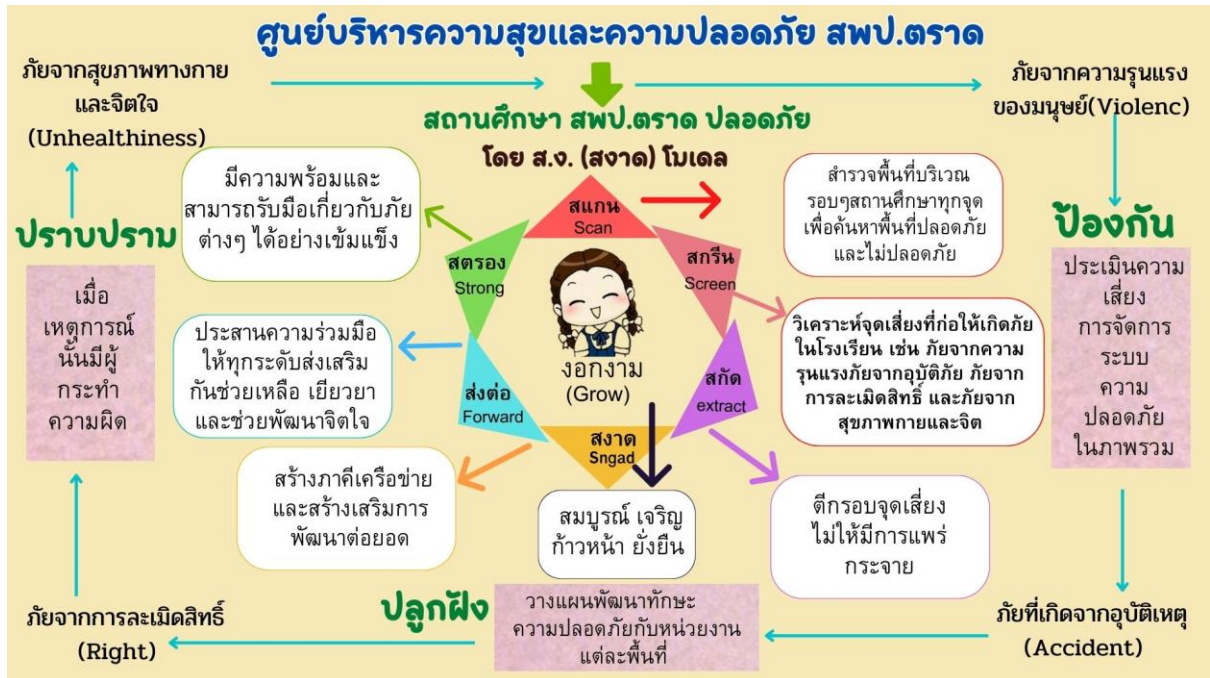 ศูนย์บริหารความสุขและความปลอดภัย สพป.ตราด
ภัยจากสุขภาพทางกาย
และจิตใจ
(Unhealthiness)
ภัยจากความรุนแรง
ของมนุษย์(Violenc)
สถานศึกษา สพป.ตราด ปลอดภัย
โดย ส.ง. (สงาด) โมเดล
มีความพร้อมและ
สามารถรับมือเกี่ยวกับภัย
ต่างๆ ได้อย่างเข้มแข็ง
สแกน
Scan
สำรวจพื้นที่บริเวณ
รอบๆสถานศึกษาทุกจุด
เพื่อค้นหาพื้นที่ปลอดภัย
และไม่ปลอดภัย
ปราบปราม
เมื่อ
เหตุการณ์
นั้นมีผู้
กระทำ
ความผิด
สตรอง
Strong
สกรีน
Screen
ป้องกัน
ประเมินความ
เสี่ยง
การจัดการ
ระบบ
ความ
ปลอดภัย
ในภาพรวม
ประสานความร่วมมือ
ให้ทุกระดับส่งเสริม
กันช่วยเหลือ เยียวยา
และช่วยพัฒนาจิตใจ
วิเคราะห์จุดเสี่ยงที่ก่อให้เกิดภัย
ในโรงเรียน เช่น ภัยจากความ
รุนแรงภัยจากอุบัติภัย ภัยจาก
การละเมิดสิทธิ์ และภัยจาก
สุขภาพกายและจิต
ส่งต่อ
Forward
งอกงาม
(Grow)
สกัด
extract
สงาด
Sngad
สร้างภาคีเครือข่าย
และสร้างเสริมการ
พัฒนาต่อยอด
สมบูรณ์ เจริญ
ก้าวหน้า ยั่งยืน
ตีกรอบจุดเสี่ยง
ไม่ให้มีการแพร่
กระจาย
ภัยจากการละเมิดสิทธิ์
(Right)
ปลูกฝัง
วางแผนพัฒนาทักษะ
ความปลอดภัยกับหน่วยงาน
แต่ละพื้นที่
ภัยที่เกิดจากอุบัติเหตุ
(Accident)